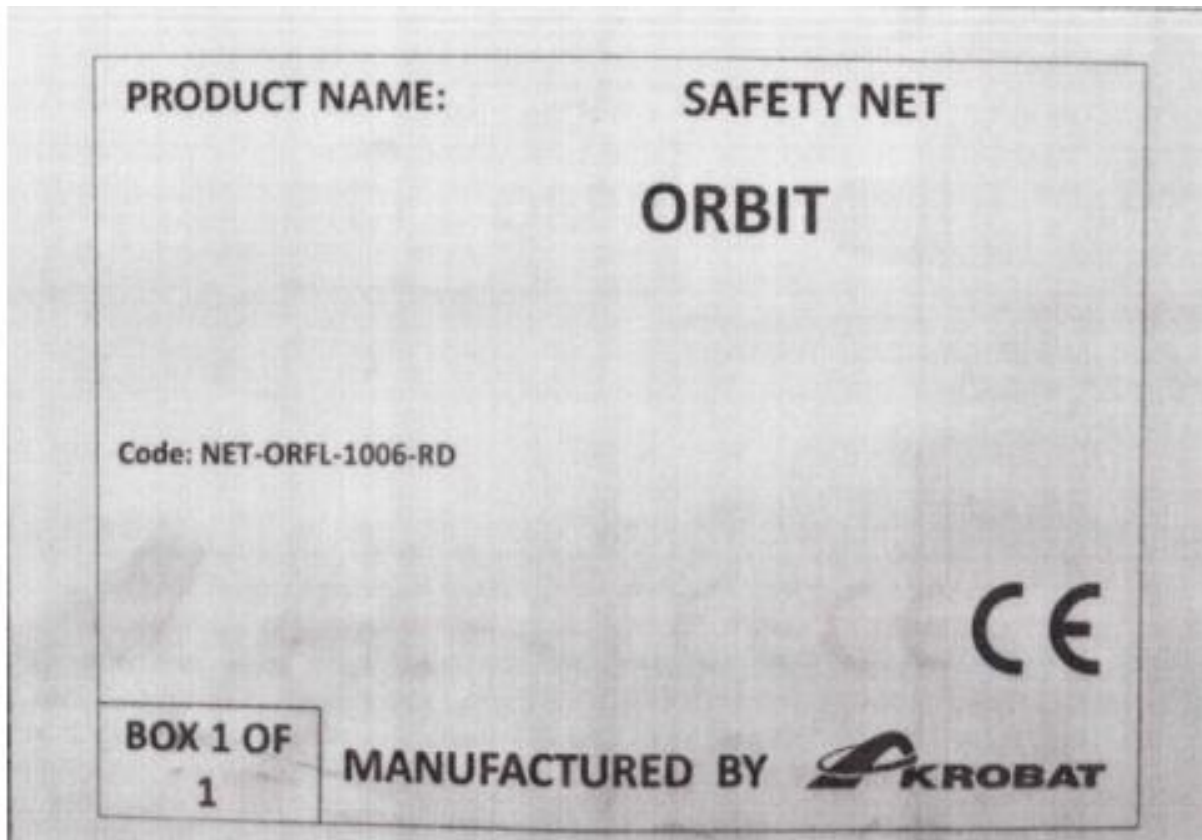 PRODUCT NAME: SAFETY NET
ORBIT
Code: NET-ORFL-1006-RD
CE
BOX 1 OF
1
MANUFACTURED BY AKROBAT